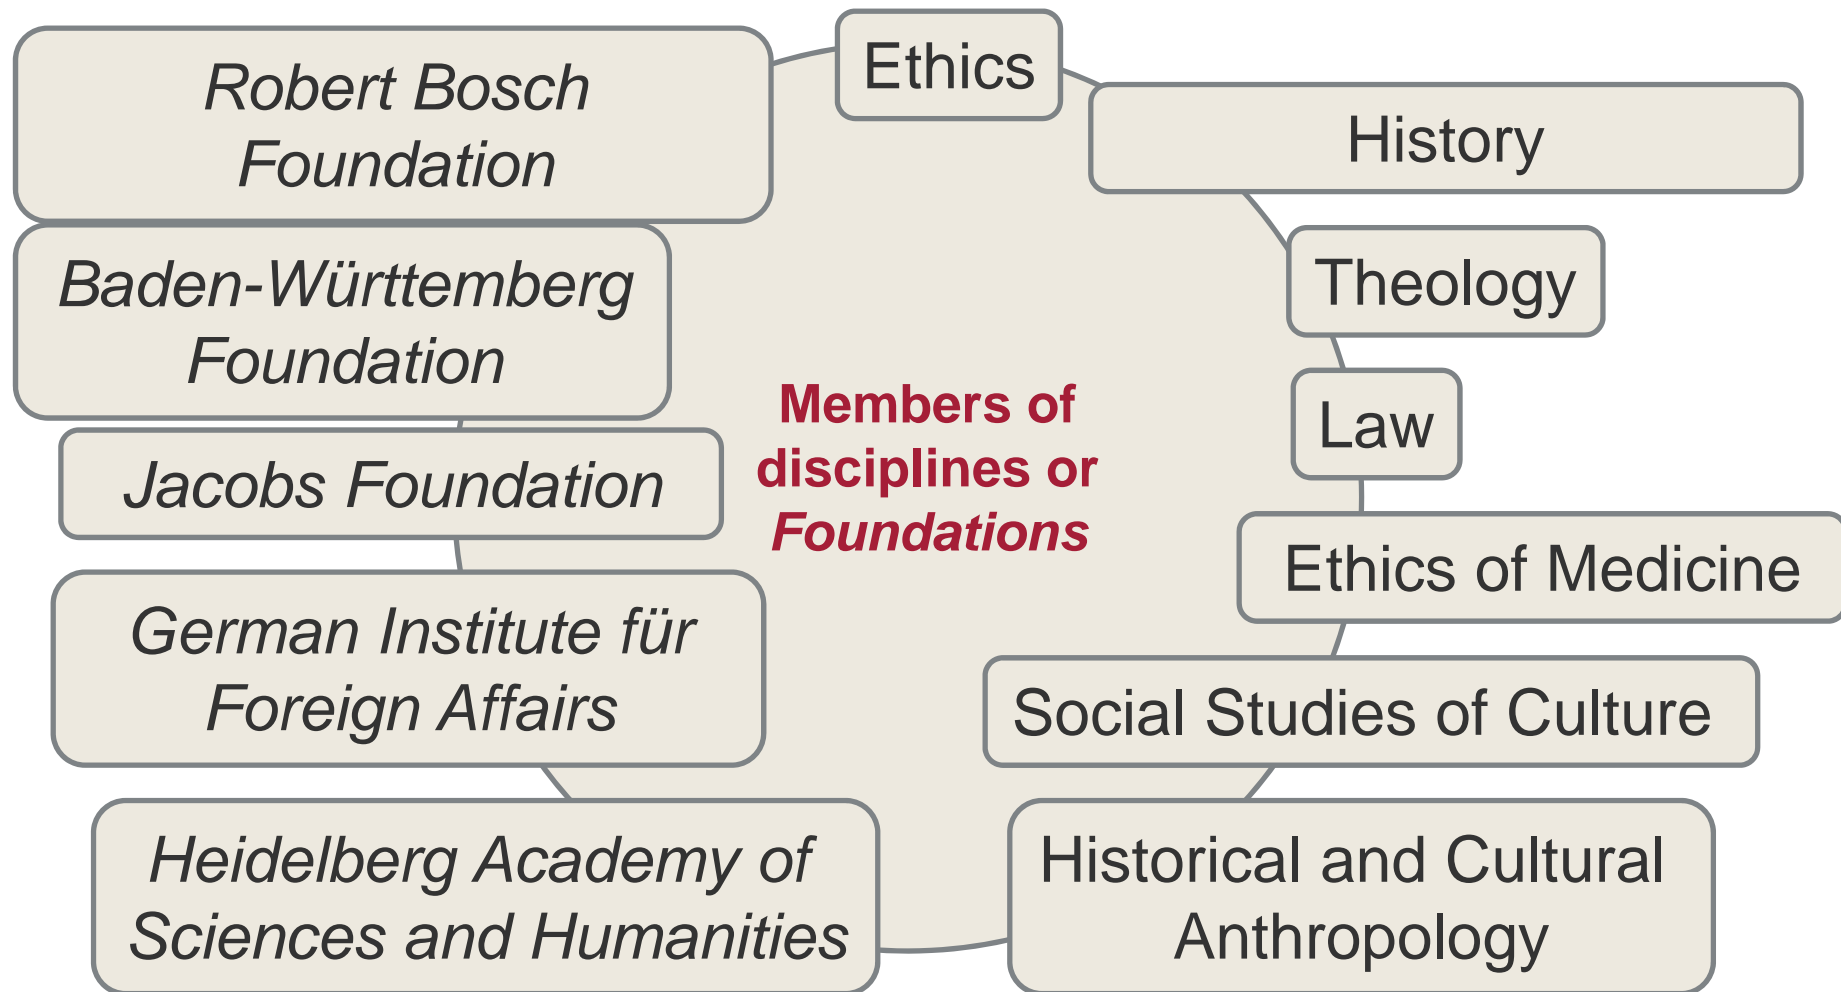 Ethics
History
Theology
Law
Ethics of Medicine
Social Studies of Culture
Historical and Cultural
Anthropology
Heidelberg Academy of
Sciences and Humanities
German Institute für
Foreign Affairs
Jacobs Foundation
Baden-Württemberg
Foundation
Robert Bosch
Foundation
Members of
disciplines or
Foundations